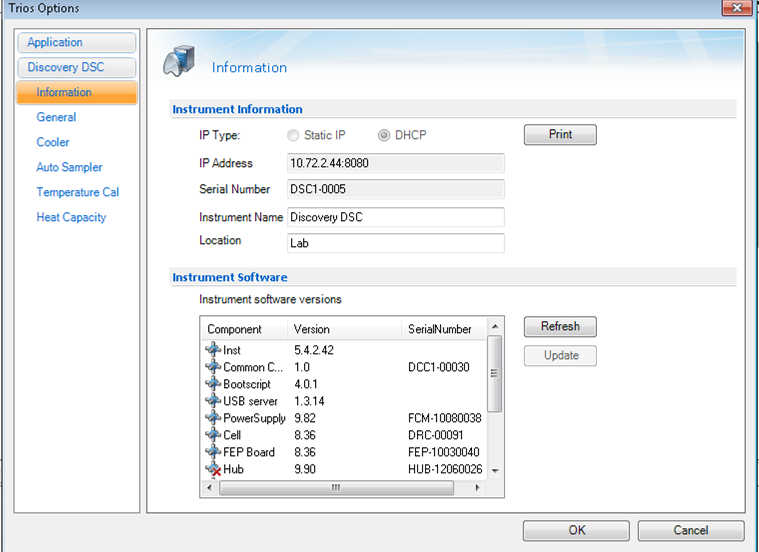 Trios Options
Application
Discovery DSC
Information
General
Cooler
Auto Sampler
Temperature Cal
Heat Capacity
Information
Instrument Information
IP Type: Static IP DHCP Print
IP Address 10.72.2.44:8080
Serial Number DSC1-0005
Instrument Name Discovery DSC
Location Lab
Instrument Software
Instrument software versions
Component Version SerialNumber Refresh
Inst 5.4.2.42 Update
Common C... 1.0 DCC1-00030
Bootscript 4.0.1
USB server 1.3.14
PowerSupply 9.82 FCM-10080038
Cell 8.36 DRC-00091
FEP Board 8.36 FEP-10030040
Hub 9.90 HUB-12060026
OK Cancel